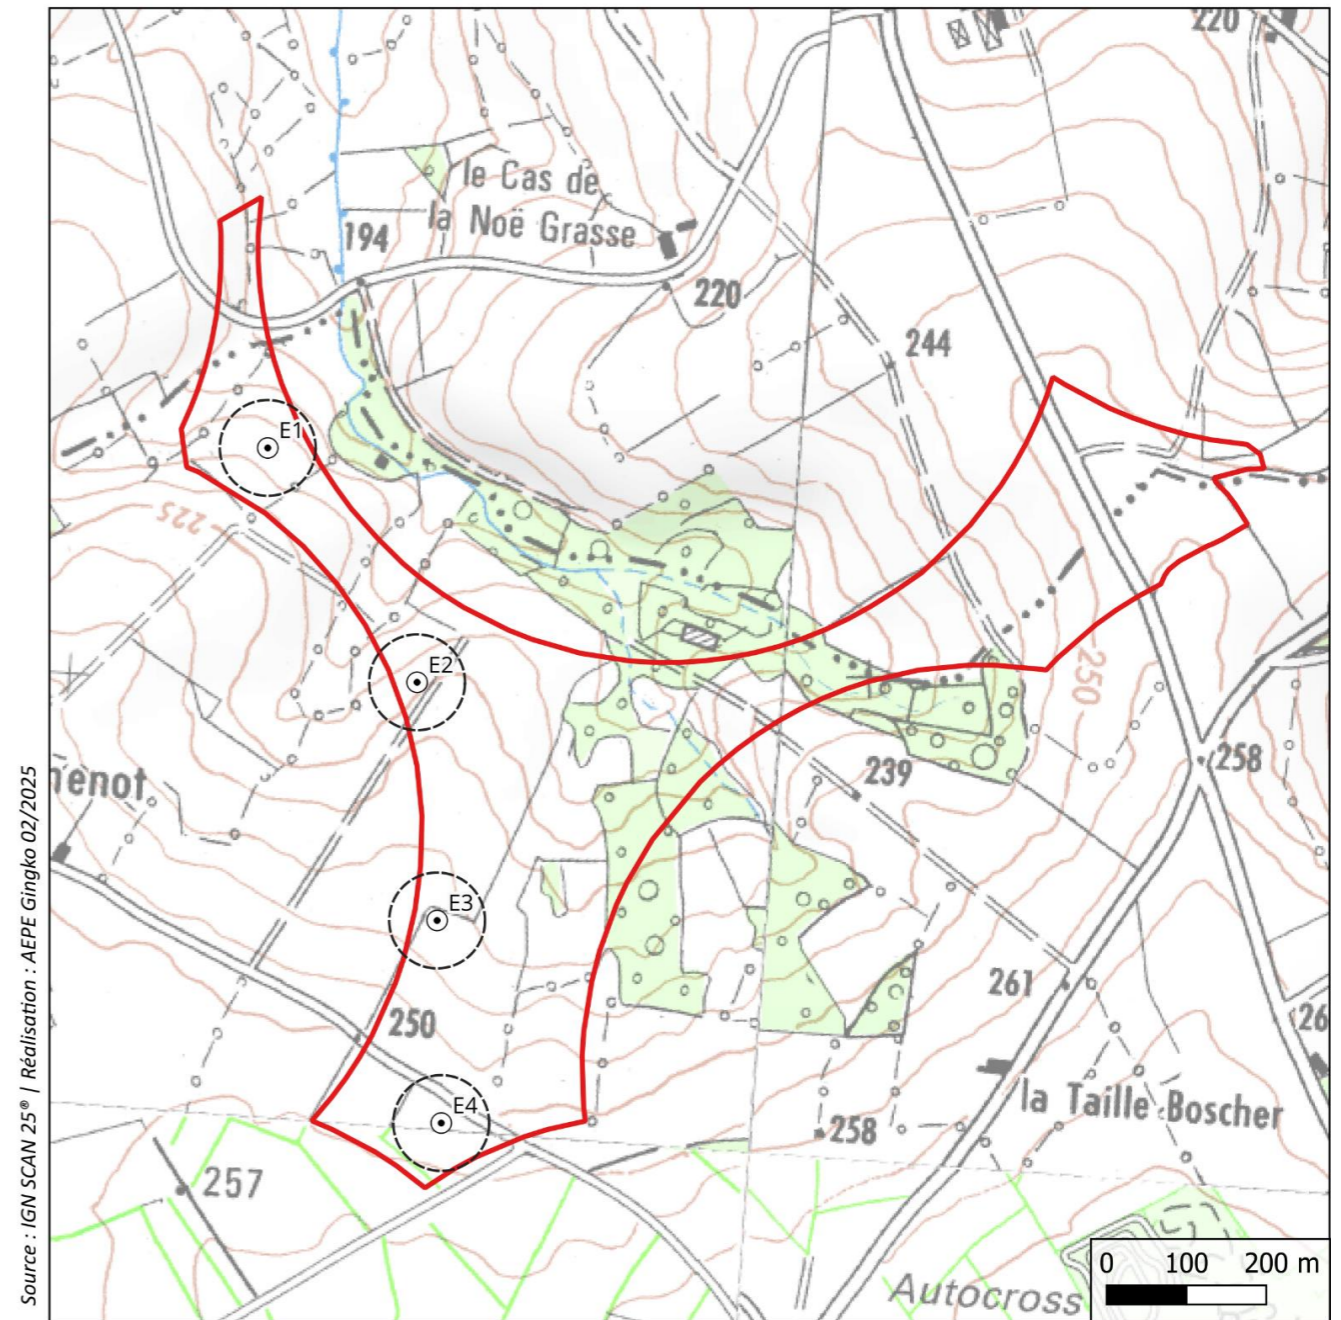 220
le Cas de
la Noë Grasse
194
220
244
E1
225
E2
250
258
239
enot
E3
261
250
26
E4
la Taille Boscher
258
257
0 100 200 m
Autocross
Source : IGN SCAN 25® | Réalisation : AEPE Gingko 02/2025